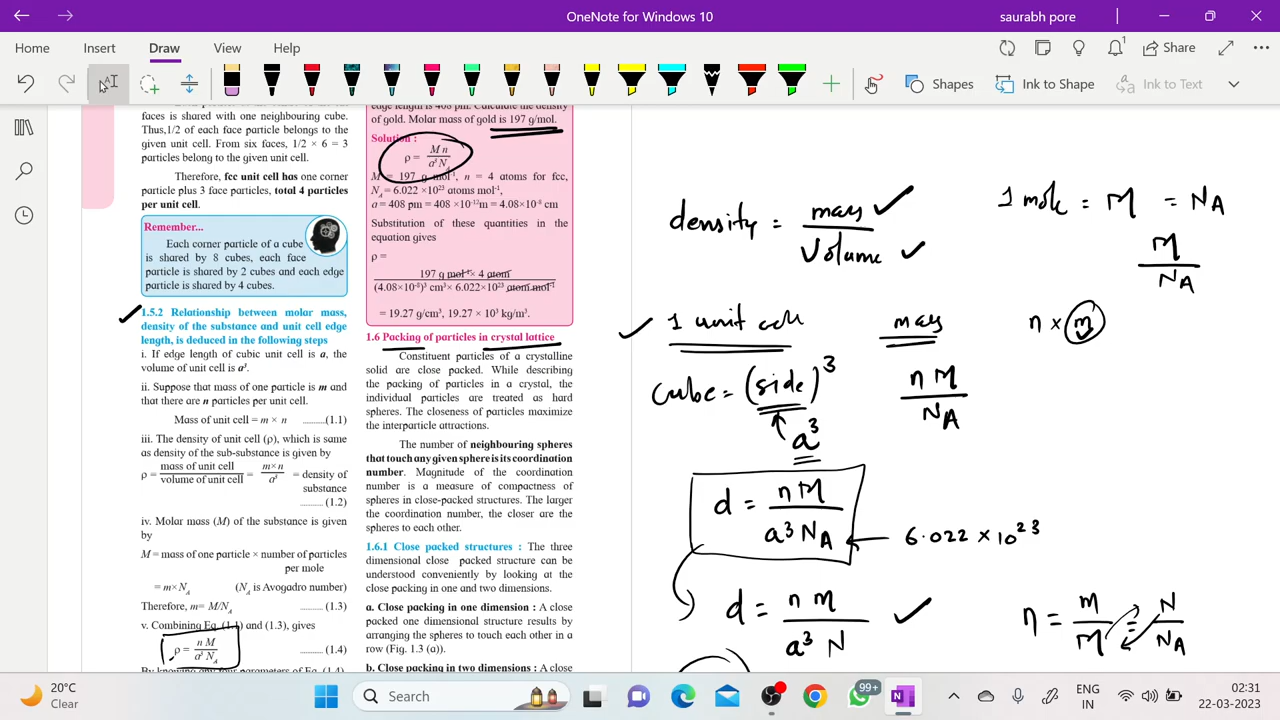 OneNote for Windows 10
saurabh pore
Home Insert Draw View Help
Share
Shapes
Ink to Shape
Ink to Text
faces is shared with one neighbouring cube.
Thus,1/2 of each face particle belongs to the
given unit cell. From six faces, 1/2 × 6 = 3
particles belong to the given unit cell.
Therefore, fcc unit cell has one corner
particle plus 3 face particles, total 4 particles
per unit cell.
Remember...
Each corner particle of a cube
is shared by 8 cubes, each face
particle is shared by 2 cubes and each edge
particle is shared by 4 cubes.
1.5.2 Relationship between molar mass,
density of the substance and unit cell edge
length, is deduced in the following steps
i. If edge length of cubic unit cell is a, the
volume of unit cell is a³.
ii. Suppose that mass of one particle is m and
that there are n particles per unit cell.
Mass of unit cell = m × n ...........(1.1)
iii. The density of unit cell (ρ), which is same
as density of the sub-substance is given by
ρ = mass of unit cell / volume of unit cell = m×n / a³ = density of
substance
........... (1.2)
iv. Molar mass (M) of the substance is given
by
M = mass of one particle × number of particles
per mole
= m×N_A (N_A is Avogadro number)
Therefore, m= M/N_A ........... (1.3)
v. Combining Eq. (1.1) and (1.3), gives
ρ = n M / a³ N_A ........... (1.4)
By knowing any four parameters of Eq. (1.4)
edge length is 408 pm. Calculate the density
of gold. Molar mass of gold is 197 g/mol.
Solution :
ρ = M n / a³ N_A
M = 197 g mol⁻¹, n = 4 atoms for fcc,
N_A = 6.022 ×10²³ atoms mol⁻¹,
a = 408 pm = 408 ×10⁻¹²m = 4.08×10⁻⁸ cm
Substitution of these quantities in the
equation gives
ρ =
197 g mol⁻¹× 4 atom
(4.08×10⁻⁸)³ cm³× 6.022×10²³ atom mol⁻¹
= 19.27 g/cm³, 19.27 × 10³ kg/m³.
1.6 Packing of particles in crystal lattice
Constituent particles of a crystalline
solid are close packed. While describing
the packing of particles in a crystal, the
individual particles are treated as hard
spheres. The closeness of particles maximize
the interparticle attractions.
The number of neighbouring spheres
that touch any given sphere is its coordination
number. Magnitude of the coordination
number is a measure of compactness of
spheres in close-packed structures. The larger
the coordination number, the closer are the
spheres to each other.
1.6.1 Close packed structures : The three
dimensional close packed structure can be
understood conveniently by looking at the
close packing in one and two dimensions.
a. Close packing in one dimension : A close
packed one dimensional structure results by
arranging the spheres to touch each other in a
row (Fig. 1.3 (a)).
b. Close packing in two dimensions : A close
density = mass / Volume
1 mole = M = N_A
M / N_A
1 unit cell mass n × m
cube = (side)³
n M / N_A
a³
d = n M / a³ N_A ← 6.022 × 10²³
d = n M / a³ N
n = m / M = N / N_A
20°C
Clear
Search
99+
ENG
IN
02:31
22-03-2023